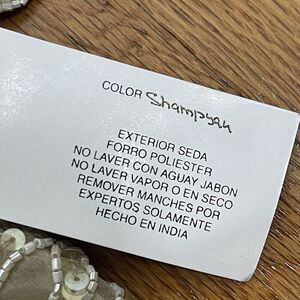 COLOR Shampyan
EXTERIOR SEDA
FORRO POLIESTER
NO LAVER CON AGUAY JABON
NO LAVER VAPOR O EN SECO
REMOVER MANCHES POR
EXPERTOS SOLAMENTE
HECHO EN INDIA